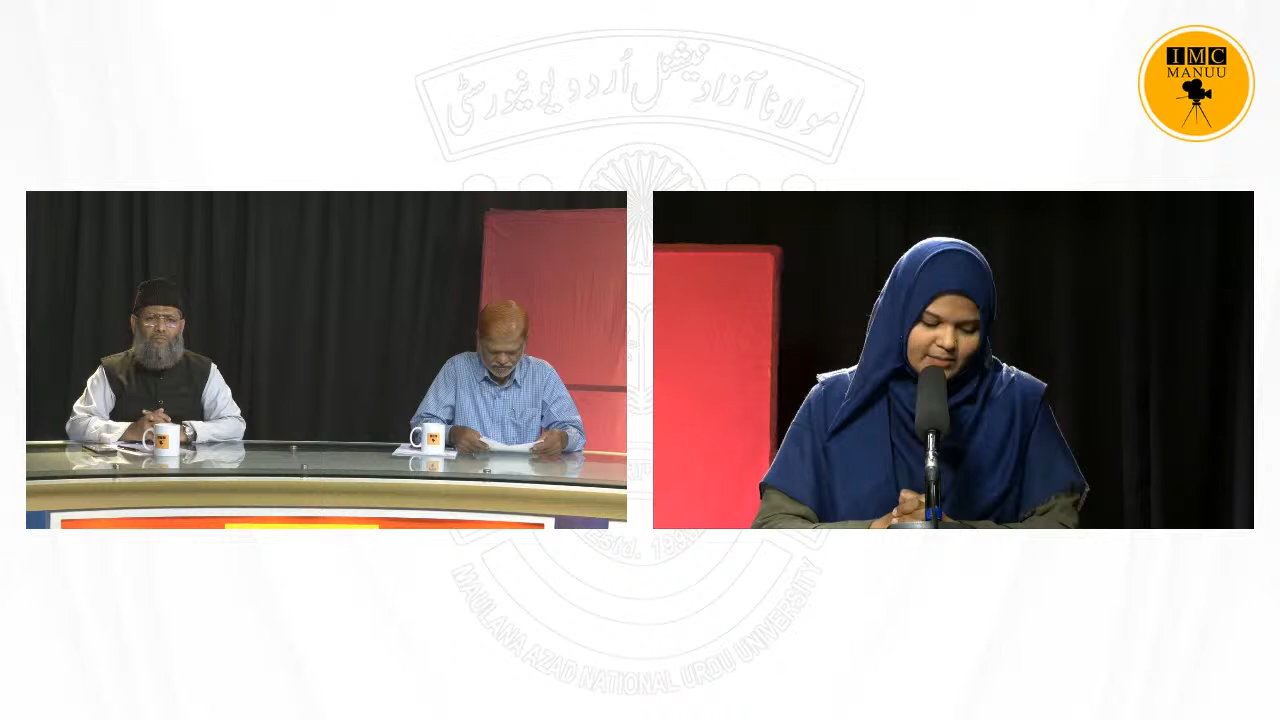 مولانا آزاد نیشنل اُردو یونیورسٹی
IMC
MANUU
Estd. 1998
MAULANA AZAD NATIONAL URDU UNIVERSITY